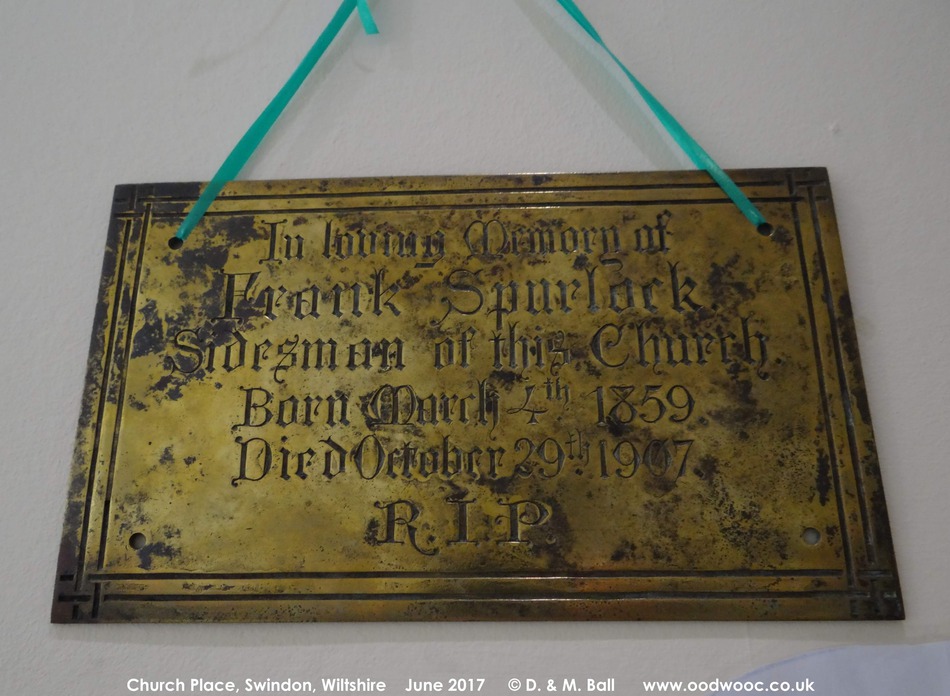 In loving Memory of
Frank Spurlock
Sidesman of this Church.
Born March 4th 1859
Died October 29th 1907
R.I.P.
Church Place, Swindon, Wiltshire June 2017 © D. & M. Ball www.oodwooc.co.uk